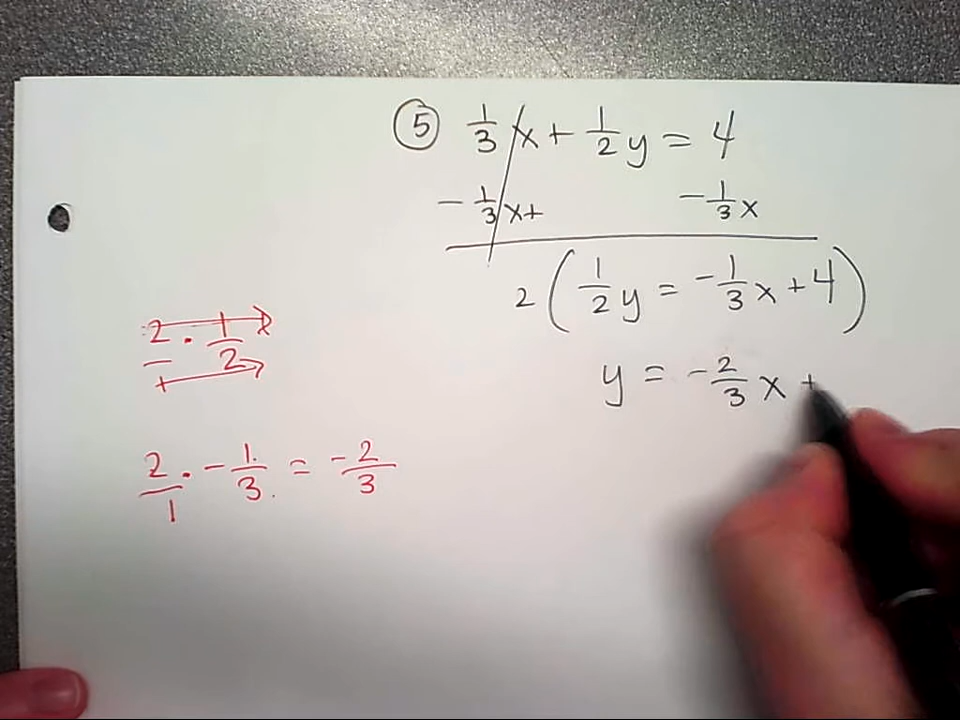 ⑤ 1/3 x + 1/2 y = 4
- 1/3 x + - 1/3 x
2 ( 1/2 y = - 1/3 x + 4 )
y = - 2/3 x +
2/1 · 1/2
2/1 · - 1/3 = - 2/3